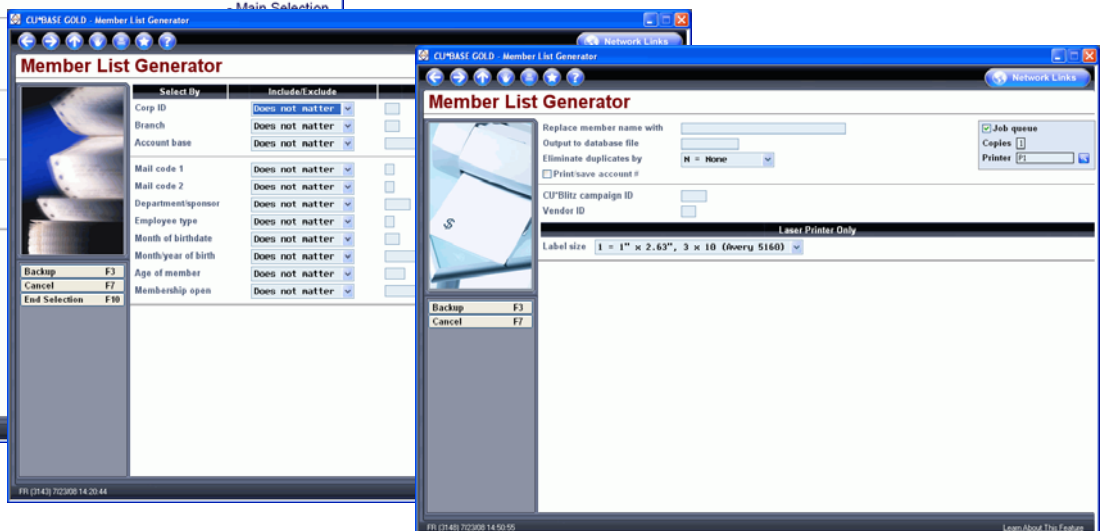 - Main Selection
CU*BASE GOLD - Member List Generator
Network Links
Member List Generator
Select By Include/Exclude
Corp ID Does not matter
Branch Does not matter
Account base Does not matter
Mail code 1 Does not matter
Mail code 2 Does not matter
Department/sponsor Does not matter
Employee type Does not matter
Month of birthdate Does not matter
Month/year of birth Does not matter
Age of member Does not matter
Membership open Does not matter
Backup F3
Cancel F7
End Selection F10
FR (3143) 7/23/08 14:20:44
CU*BASE GOLD - Member List Generator
Network Links
Member List Generator
Replace member name with
Output to database file
Eliminate duplicates by N = None
Print/save account #
Job queue
Copies 1
Printer P1
CU*Blitz campaign ID
Vendor ID
Laser Printer Only
Label size 1 = 1" x 2.63", 3 x 10 (Avery 5160)
Backup F3
Cancel F7
FR (3148) 7/23/08 14:50:55
Learn About This Feature